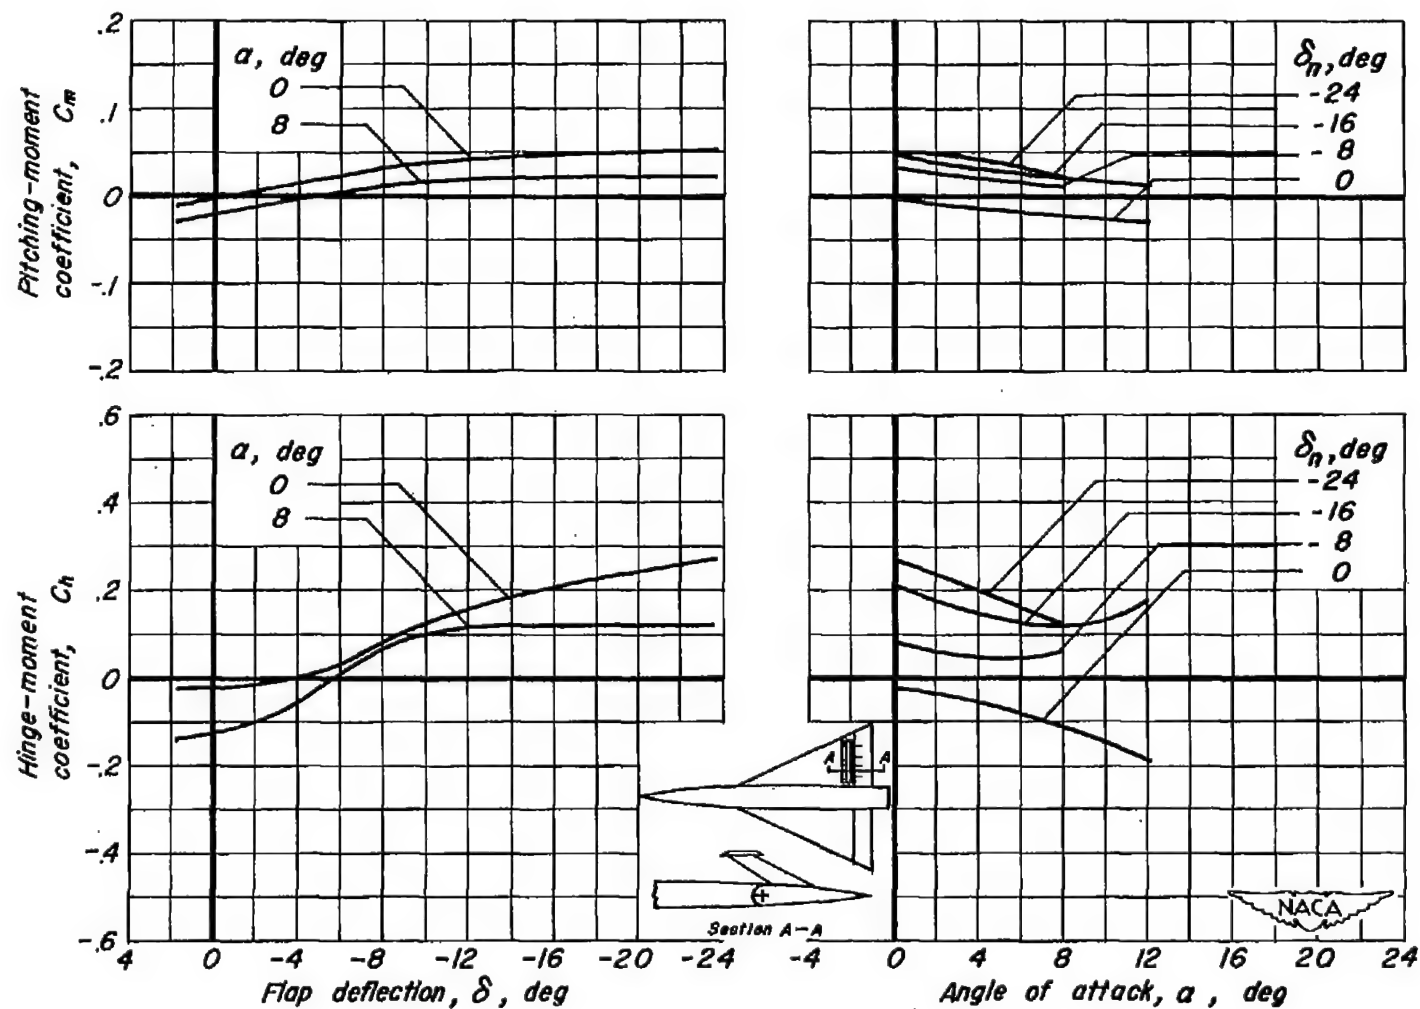 .2
.1
0
-.1
-.2
Pitching-moment
coefficient, Cm
α, deg
0
8
δn, deg
-24
-16
-8
0
.6
.4
.2
0
-.2
-.4
-.6
Hinge-moment
coefficient, Ch
α, deg
0
8
δn, deg
-24
-16
-8
0
A A
Section A-A
NACA
4 0 -4 -8 -12 -16 -20 -24
Flap deflection, δ, deg
-4 0 4 8 12 16 20 24
Angle of attack, α, deg